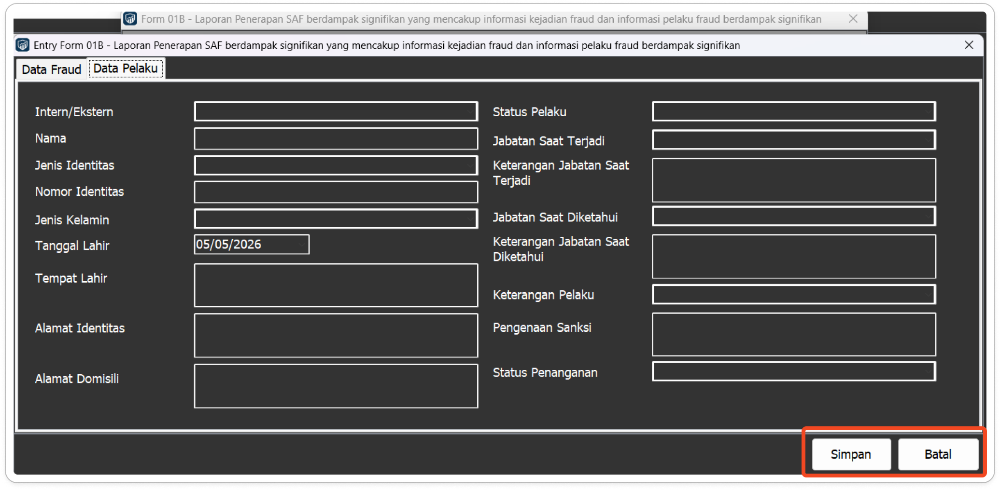 Form 01B - Laporan Penerapan SAF berdampak signifikan yang mencakup informasi kejadian fraud dan informasi pelaku fraud berdampak signifikan
Entry Form 01B - Laporan Penerapan SAF berdampak signifikan yang mencakup informasi kejadian fraud dan informasi pelaku fraud berdampak signifikan
Data Fraud
Data Pelaku
Intern/Ekstern
Nama
Jenis Identitas
Nomor Identitas
Jenis Kelamin
Tanggal Lahir
05/05/2026
Tempat Lahir
Alamat Identitas
Alamat Domisili
Status Pelaku
Jabatan Saat Terjadi
Keterangan Jabatan Saat
Terjadi
Jabatan Saat Diketahui
Keterangan Jabatan Saat
Diketahui
Keterangan Pelaku
Pengenaan Sanksi
Status Penanganan
Simpan
Batal